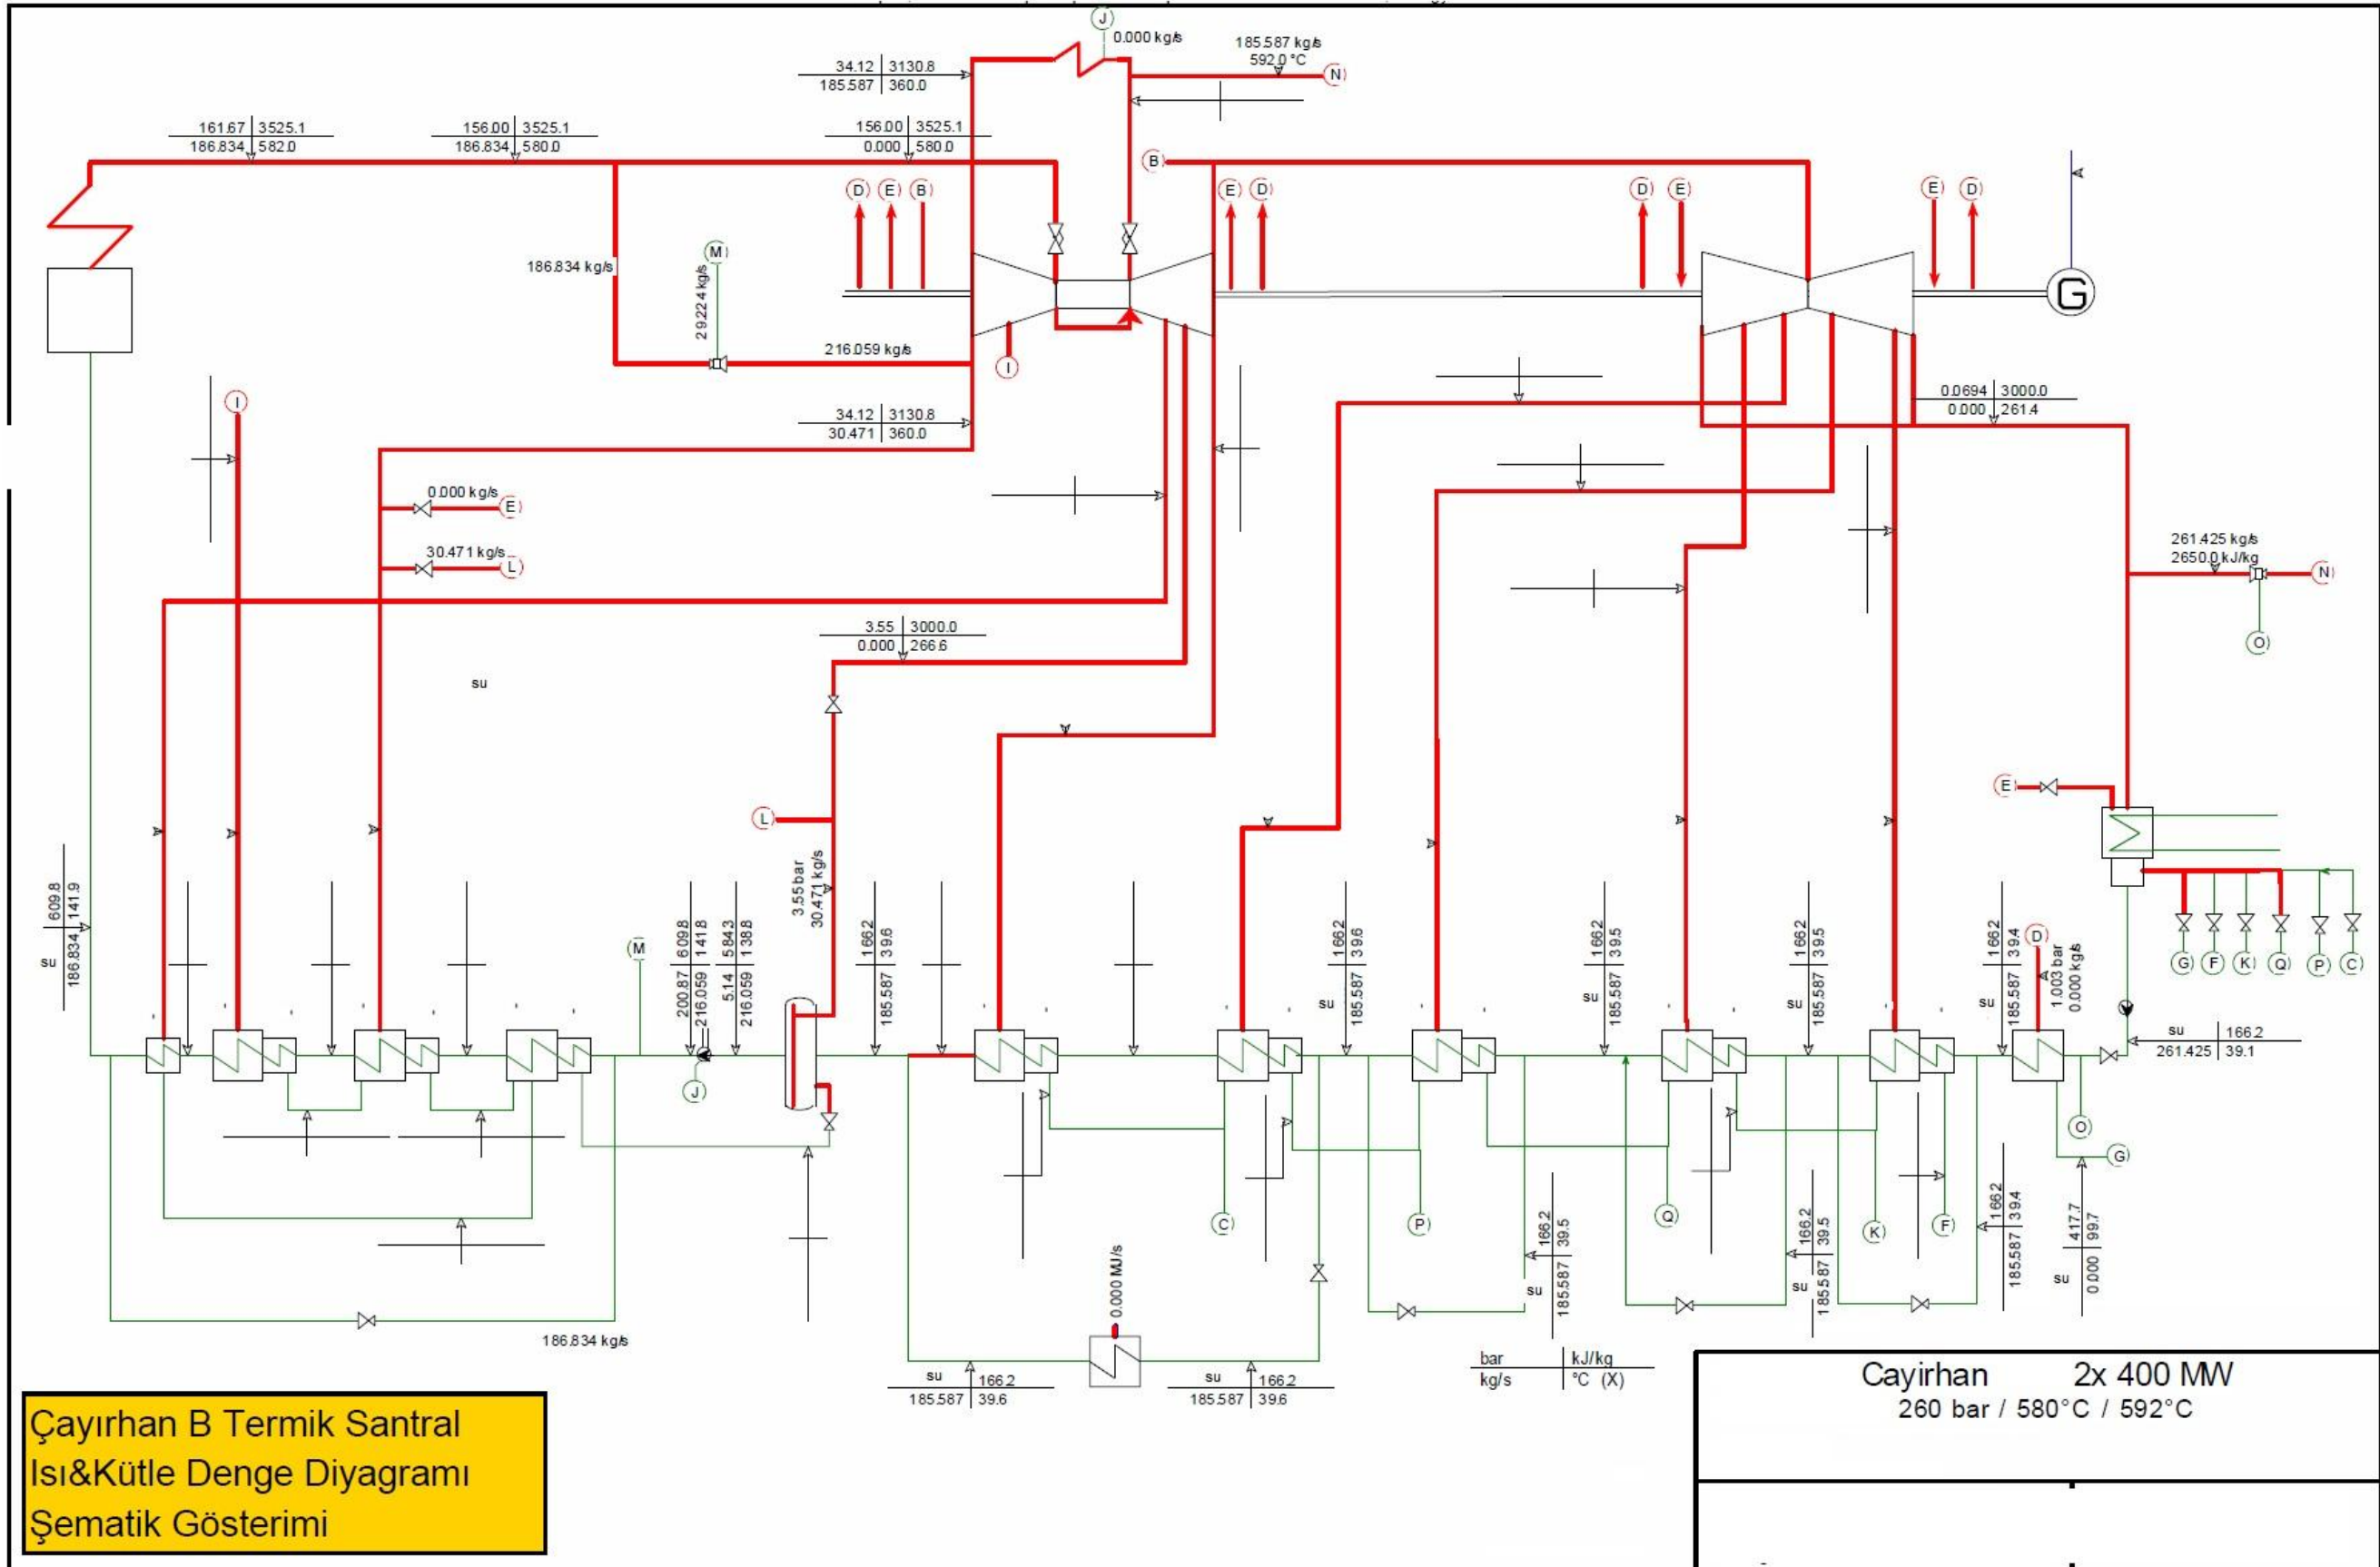 J
0.000 kg/s
185.587 kg/s
592.0 °C
N
34.12 3130.8
185.587 360.0
161.67 3525.1
186.834 582.0
156.00 3525.1
186.834 580.0
156.00 3525.1
0.000 580.0
B
D E B
E D
D E
E D
186.834 kg/s
M
29.224 kg/s
216.059 kg/s
G
I
I
34.12 3130.8
30.471 360.0
0.0694 3000.0
0.000 261.4
0.000 kg/s
E
30.471 kg/s
L
261.425 kg/s
2650.0 kJ/kg
N
O
3.55 3000.0
0.000 266.6
su
L
3.55 bar
30.471 kg/s
E
609.8
141.9
su
186.834
M
200.87 609.8
216.059 141.8
5.14 584.3
216.059 138.8
166.2
185.587 39.6
166.2
39.6
su
185.587
166.2
39.5
su
185.587
166.2
39.5
su
185.587
166.2
39.4
su
185.587
D
1.003 bar
0.000 kg/s
G F K Q P C
su 166.2
261.425 39.1
J
O
G
C
P
Q
K
F
166.2
39.5
su
185.587
166.2
39.5
su
185.587
166.2
185.587 39.4
417.7
99.7
su
0.000
0.000 MJ/s
186.834 kg/s
su 166.2
185.587 39.6
su 166.2
185.587 39.6
bar kJ/kg
kg/s °C (X)
Cayirhan 2x 400 MW
260 bar / 580°C / 592°C
Çayırhan B Termik Santral
Isı&Kütle Denge Diyagramı
Şematik Gösterimi